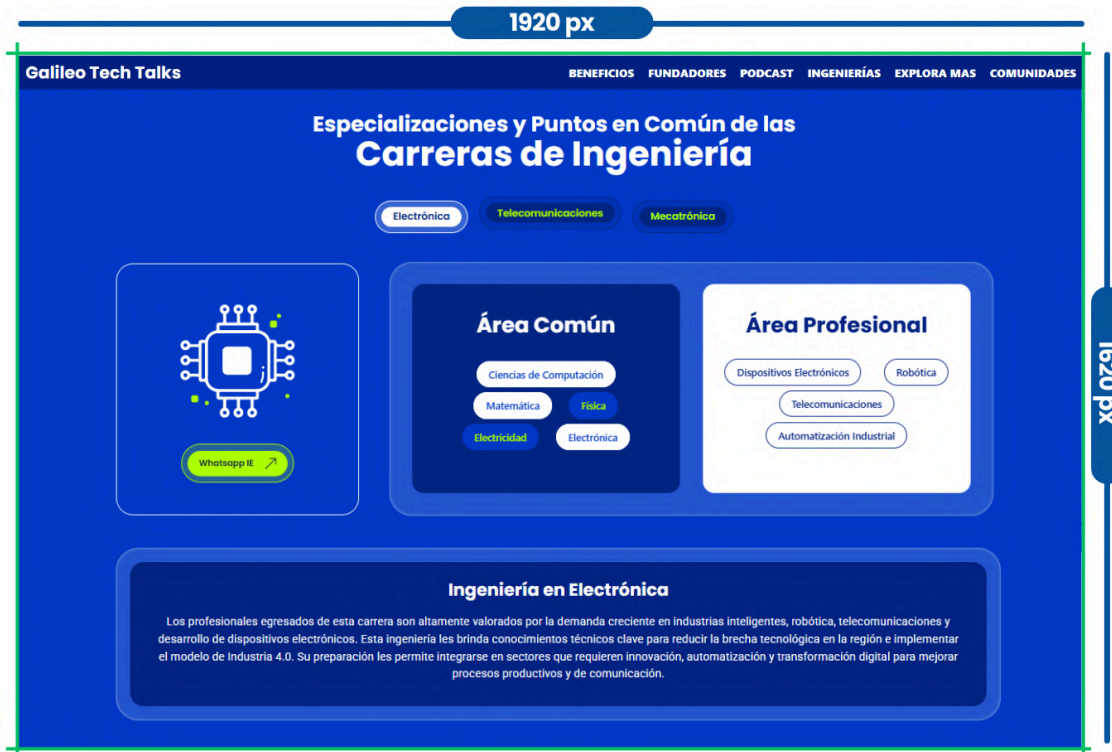 1920 px
Galileo Tech Talks
BENEFICIOS FUNDADORES PODCAST INGENIERÍAS EXPLORA MAS COMUNIDADES
Especializaciones y Puntos en Común de las
Carreras de Ingeniería
Electrónica Telecomunicaciones Mecatrónica
Whatsapp IE
Área Común
Ciencias de Computación
Matemática Física
Electricidad Electrónica
Área Profesional
Dispositivos Electrónicos Robótica
Telecomunicaciones
Automatización Industrial
1620 px
Ingeniería en Electrónica
Los profesionales egresados de esta carrera son altamente valorados por la demanda creciente en industrias inteligentes, robótica, telecomunicaciones y
desarrollo de dispositivos electrónicos. Esta ingeniería les brinda conocimientos técnicos clave para reducir la brecha tecnológica en la región e implementar
el modelo de Industria 4.0. Su preparación les permite integrarse en sectores que requieren innovación, automatización y transformación digital para mejorar
procesos productivos y de comunicación.